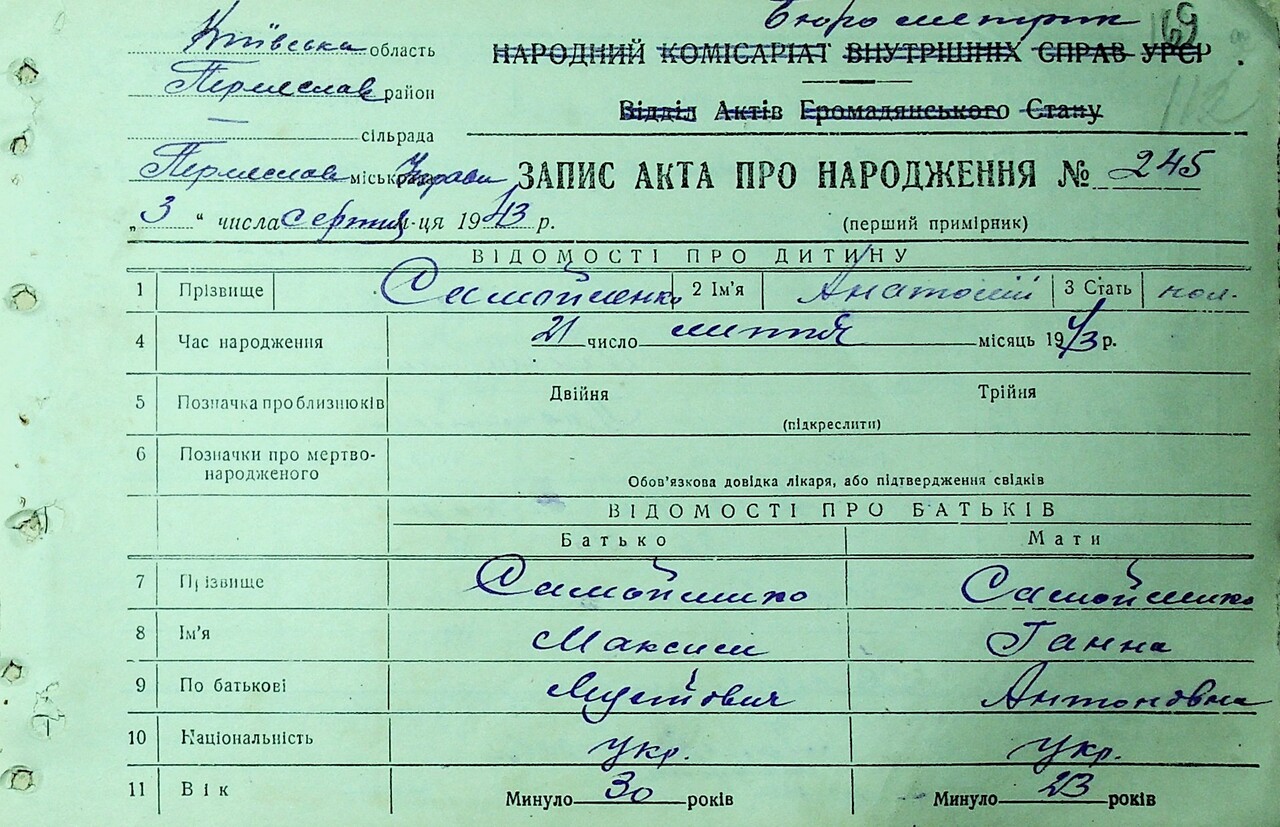 Бюро метрик 169
Київська область НАРОДНИЙ КОМІСАРІАТ ВНУТРІШНІХ СПРАВ УРСР
Переяслав район
112
Відділ Актів Громадянського Стану
сільрада
Переяслав міськрада Управи ЗАПИС АКТА ПРО НАРОДЖЕННЯ № 245
„3“ числа серпня м-ця 1943 р. (перший примірник)
ВІДОМОСТІ ПРО ДИТИНУ
1 Прізвище Самойленко 2 Ім'я Анатолій 3 Стать чол.
4 Час народження 21 число липня місяць 1943 р.
5 Позначка про близнюків Двійня Трійня
(підкреслити)
6 Позначки про мертво-
народженого
Обов'язкова довідка лікаря, або підтвердження свідків
ВІДОМОСТІ ПРО БАТЬКІВ
Батько Мати
7 Прізвище Самойленко Самойленко
8 Ім'я Максим Ганна
9 По батькові Антоновна
10 Національність укр. укр.
11 Вік Минуло 30 років Минуло 23 років